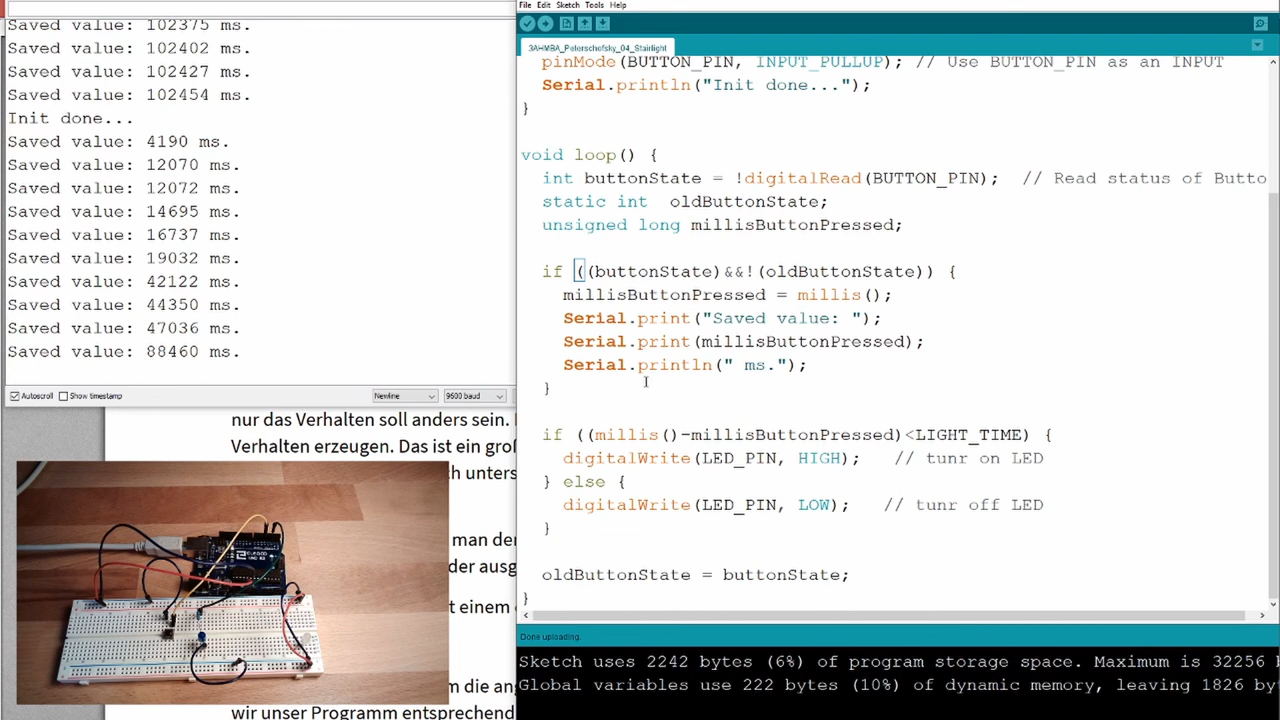 Saved value: 102375 ms.
Saved value: 102402 ms.
Saved value: 102427 ms.
Saved value: 102454 ms.
Init done...
Saved value: 4190 ms.
Saved value: 12070 ms.
Saved value: 12072 ms.
Saved value: 14695 ms.
Saved value: 16737 ms.
Saved value: 19032 ms.
Saved value: 42122 ms.
Saved value: 44350 ms.
Saved value: 47036 ms.
Saved value: 88460 ms.
Autoscroll Show timestamp Newline 9600 baud
nur das Verhalten soll anders sein.
Verhalten erzeugen. Das ist ein
man
der
t einem
m die
wir unser Programm entsprechend
File Edit Sketch Tools Help
3AHMBA_Peterschofsky_04_Stairlight
pinMode(BUTTON_PIN, INPUT_PULLUP); // Use BUTTON_PIN as an INPUT
Serial.println("Init done...");
}
void loop() {
int buttonState = !digitalRead(BUTTON_PIN); // Read status of Butto
static int oldButtonState;
unsigned long millisButtonPressed;
if ((buttonState)&&!(oldButtonState)) {
millisButtonPressed = millis();
Serial.print("Saved value: ");
Serial.print(millisButtonPressed);
Serial.println(" ms.");
}
if ((millis()-millisButtonPressed)<LIGHT_TIME) {
digitalWrite(LED_PIN, HIGH); // tunr on LED
} else {
digitalWrite(LED_PIN, LOW); // tunr off LED
}
oldButtonState = buttonState;
}
Done uploading.
Sketch uses 2242 bytes (6%) of program storage space. Maximum is 32256
Global variables use 222 bytes (10%) of dynamic memory, leaving 1826 by